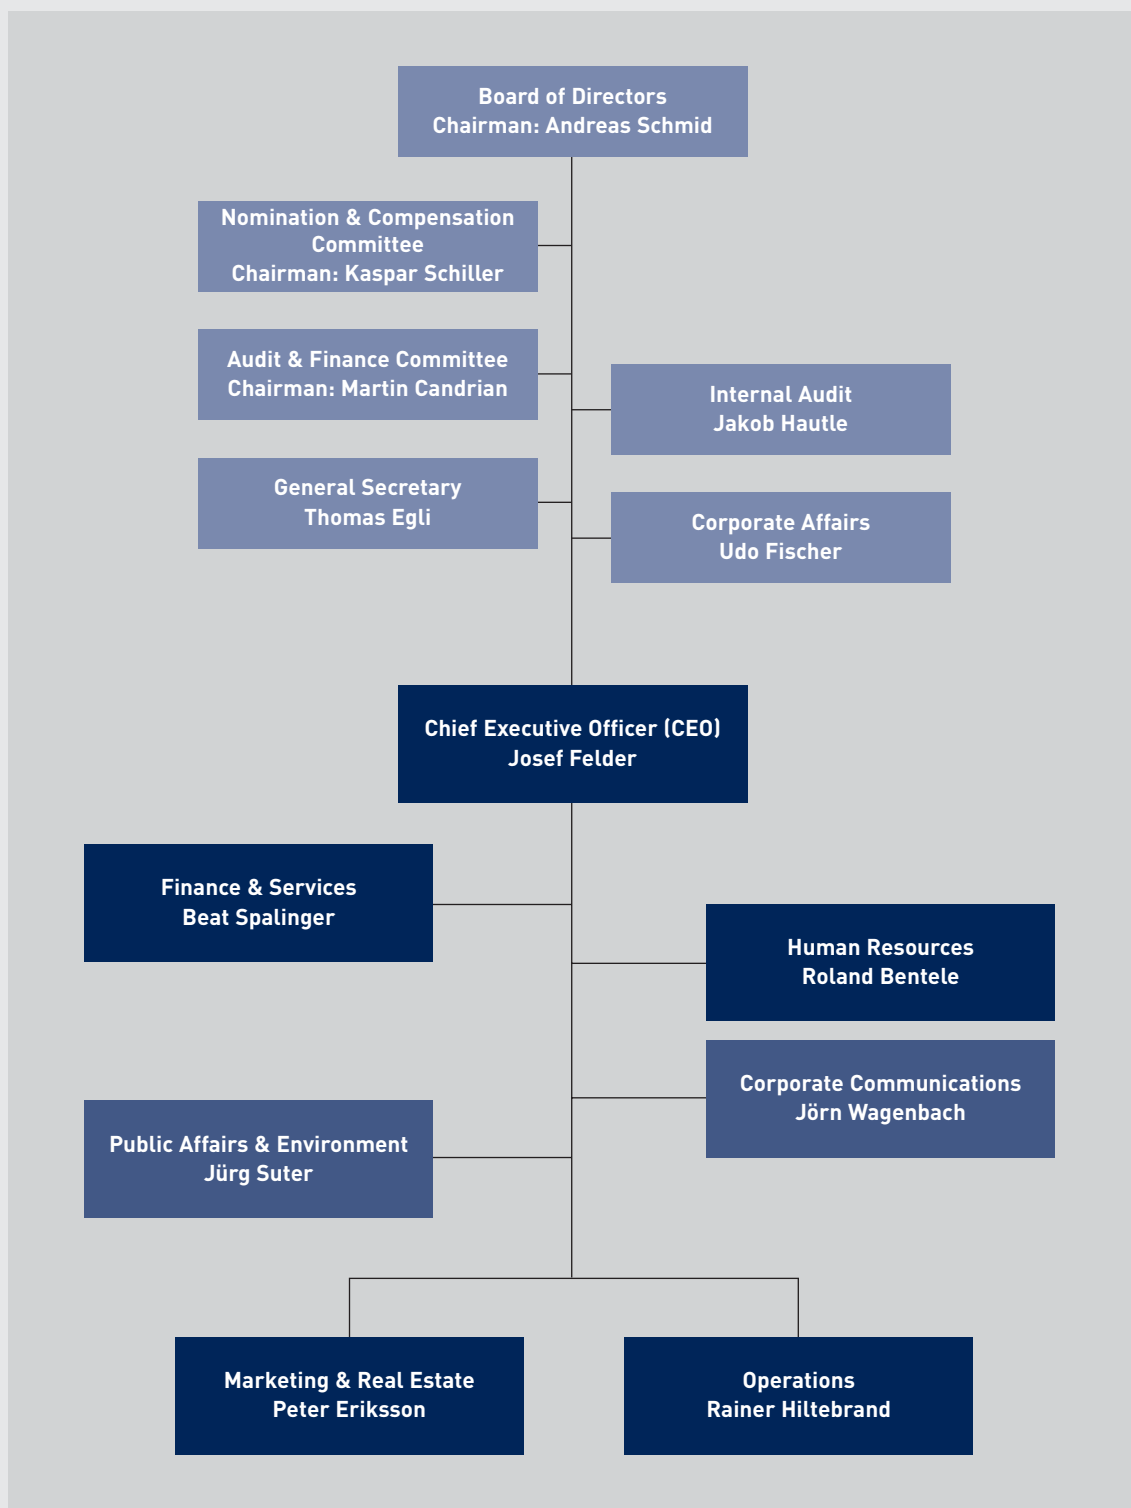 Board of Directors
Chairman: Andreas Schmid
Nomination & Compensation
Committee
Chairman: Kaspar Schiller
Audit & Finance Committee
Chairman: Martin Candrian
Internal Audit
Jakob Hautle
General Secretary
Thomas Egli
Corporate Affairs
Udo Fischer
Chief Executive Officer (CEO)
Josef Felder
Finance & Services
Beat Spalinger
Human Resources
Roland Bentele
Corporate Communications
Jörn Wagenbach
Public Affairs & Environment
Jürg Suter
Marketing & Real Estate
Peter Eriksson
Operations
Rainer Hiltebrand